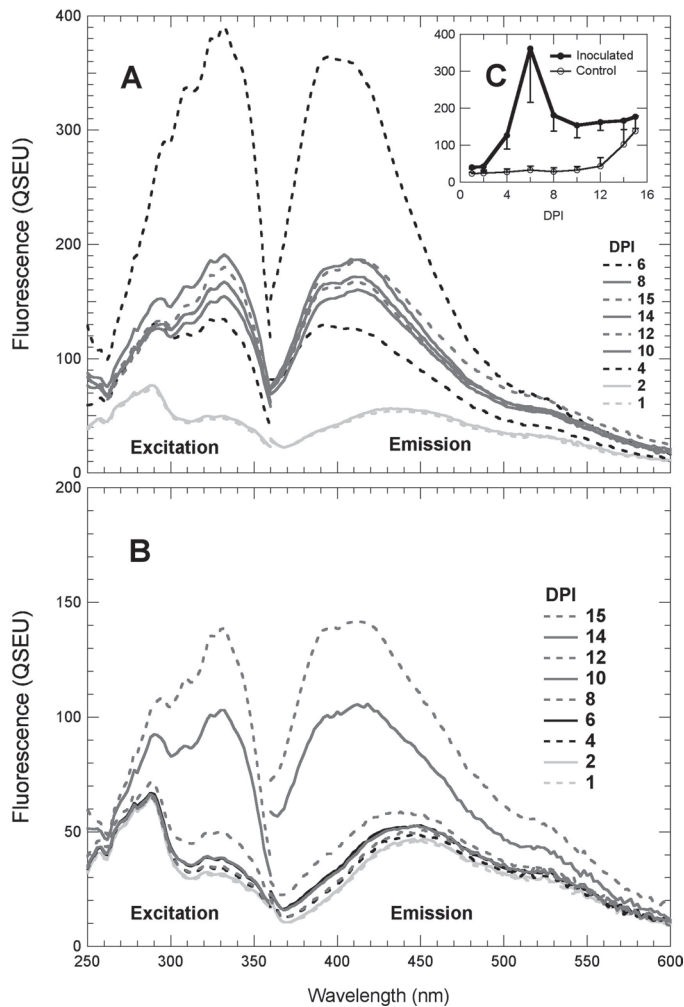 400
A
C
400
300
200
100
0
Inoculated
Control
0
4
8
12
16
DPI
300
Fluorescence (QSEU)
200
DPI
6
8
15
14
12
10
4
2
1
100
Excitation
Emission
0
200
B
DPI
15
14
12
10
8
6
4
2
1
150
Fluorescence (QSEU)
100
50
Excitation
Emission
0
250 300 350 400 450 500 550 600
Wavelength (nm)